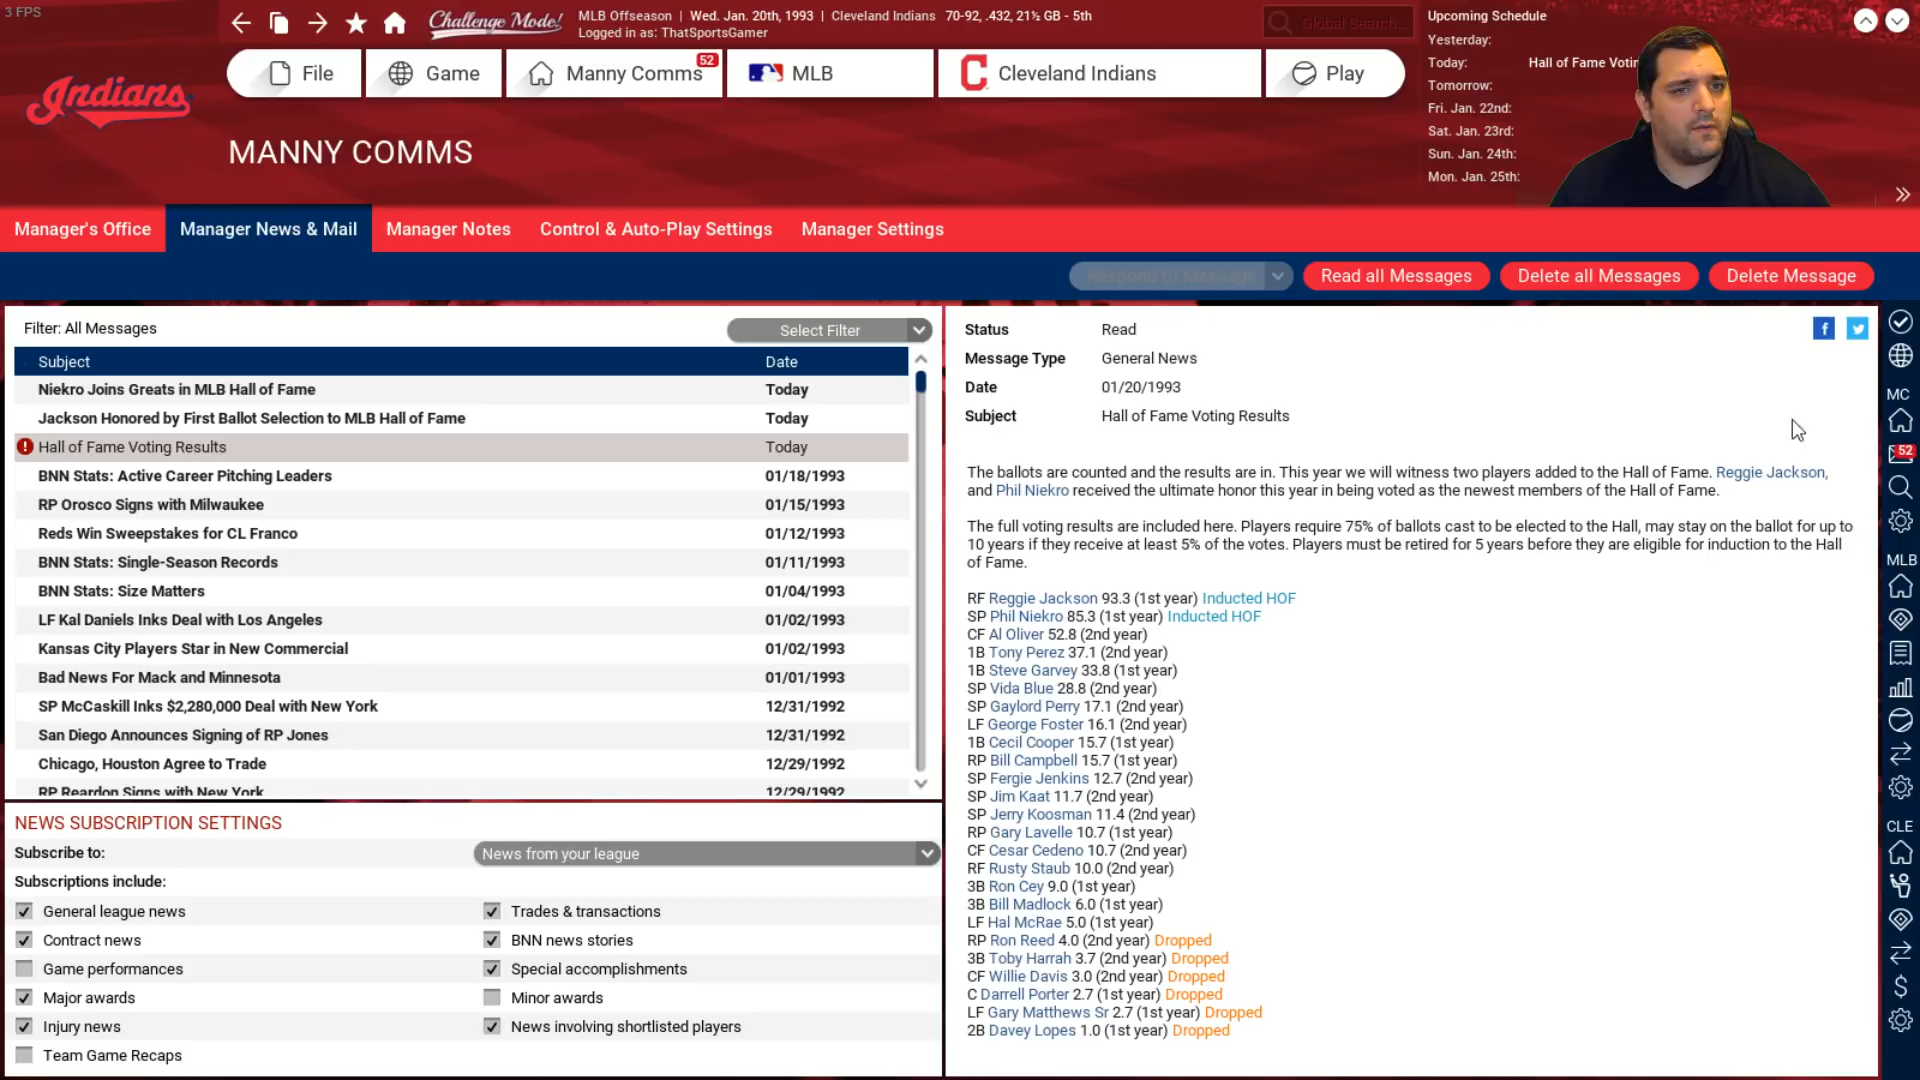 3 FPS
Challenge Mode!
MLB Offseason | Wed. Jan. 20th, 1993 | Cleveland Indians 70-92, .432, 21½ GB - 5th
Logged in as: ThatSportsGamer
Global Search...
Upcoming Schedule
Yesterday:
Today: Hall of Fame Votin
Tomorrow:
Fri. Jan. 22nd:
Sat. Jan. 23rd:
Sun. Jan. 24th:
Mon. Jan. 25th:
Indians
File
Game
Manny Comms 52
MLB
Cleveland Indians
Play
MANNY COMMS
Manager's Office
Manager News & Mail
Manager Notes
Control & Auto-Play Settings
Manager Settings
Respond to Message
Read all Messages
Delete all Messages
Delete Message
Filter: All Messages
Select Filter
Subject Date
Niekro Joins Greats in MLB Hall of Fame Today
Jackson Honored by First Ballot Selection to MLB Hall of Fame Today
Hall of Fame Voting Results Today
BNN Stats: Active Career Pitching Leaders 01/18/1993
RP Orosco Signs with Milwaukee 01/15/1993
Reds Win Sweepstakes for CL Franco 01/12/1993
BNN Stats: Single-Season Records 01/11/1993
BNN Stats: Size Matters 01/04/1993
LF Kal Daniels Inks Deal with Los Angeles 01/02/1993
Kansas City Players Star in New Commercial 01/02/1993
Bad News For Mack and Minnesota 01/01/1993
SP McCaskill Inks $2,280,000 Deal with New York 12/31/1992
San Diego Announces Signing of RP Jones 12/31/1992
Chicago, Houston Agree to Trade 12/29/1992
RP Reardon Signs with New York 12/29/1992
NEWS SUBSCRIPTION SETTINGS
Subscribe to: News from your league
Subscriptions include:
General league news Trades & transactions
Contract news BNN news stories
Game performances Special accomplishments
Major awards Minor awards
Injury news News involving shortlisted players
Team Game Recaps
Status Read
Message Type General News
Date 01/20/1993
Subject Hall of Fame Voting Results
The ballots are counted and the results are in. This year we will witness two players added to the Hall of Fame. Reggie Jackson,
and Phil Niekro received the ultimate honor this year in being voted as the newest members of the Hall of Fame.
The full voting results are included here. Players require 75% of ballots cast to be elected to the Hall, may stay on the ballot for up to
10 years if they receive at least 5% of the votes. Players must be retired for 5 years before they are eligible for induction to the Hall
of Fame.
RF Reggie Jackson 93.3 (1st year) Inducted HOF
SP Phil Niekro 85.3 (1st year) Inducted HOF
CF Al Oliver 52.8 (2nd year)
1B Tony Perez 37.1 (2nd year)
1B Steve Garvey 33.8 (1st year)
SP Vida Blue 28.8 (2nd year)
SP Gaylord Perry 17.1 (2nd year)
LF George Foster 16.1 (2nd year)
1B Cecil Cooper 15.7 (1st year)
RP Bill Campbell 15.7 (1st year)
SP Fergie Jenkins 12.7 (2nd year)
SP Jim Kaat 11.7 (2nd year)
SP Jerry Koosman 11.4 (2nd year)
RP Gary Lavelle 10.7 (1st year)
CF Cesar Cedeno 10.7 (2nd year)
RF Rusty Staub 10.0 (2nd year)
3B Ron Cey 9.0 (1st year)
3B Bill Madlock 6.0 (1st year)
LF Hal McRae 5.0 (1st year)
RP Ron Reed 4.0 (2nd year) Dropped
3B Toby Harrah 3.7 (2nd year) Dropped
CF Willie Davis 3.0 (2nd year) Dropped
C Darrell Porter 2.7 (1st year) Dropped
LF Gary Matthews Sr 2.7 (1st year) Dropped
2B Davey Lopes 1.0 (1st year) Dropped
MC
52
MLB
CLE